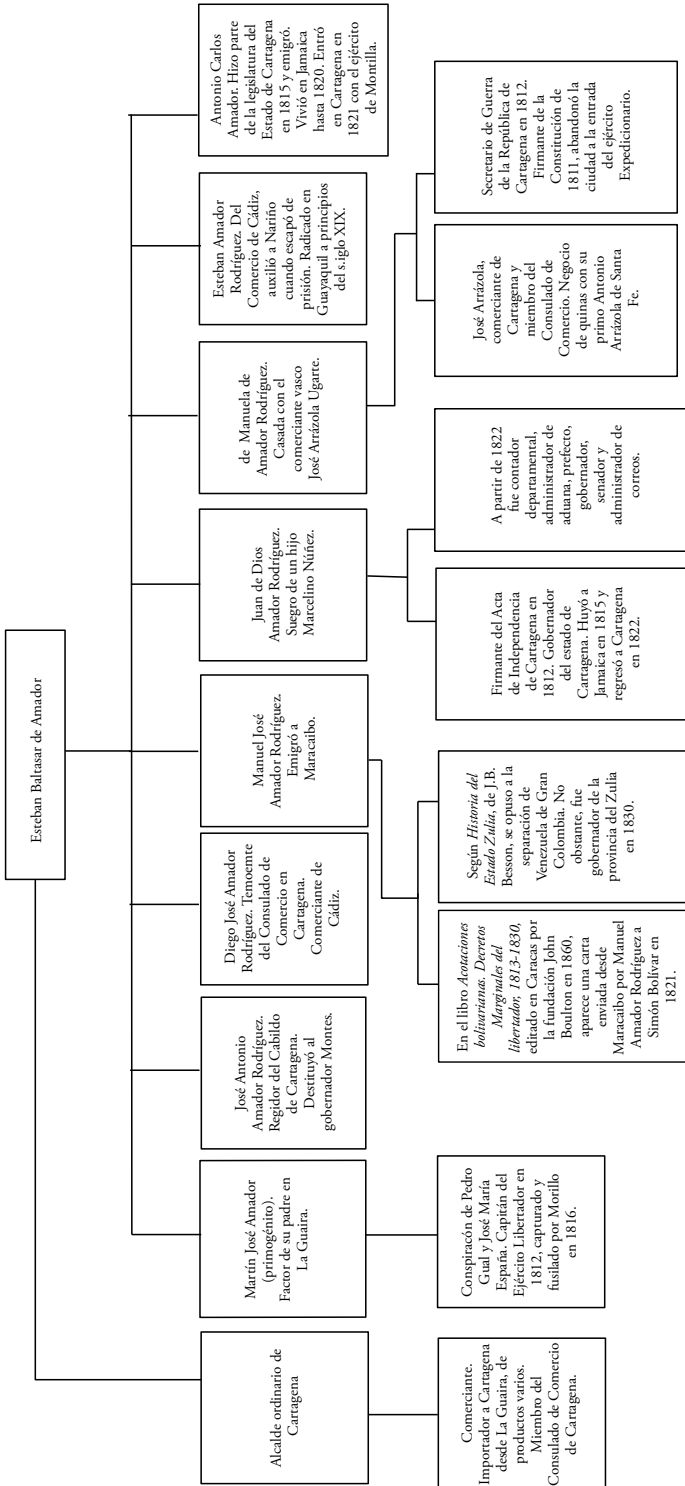 Esteban Baltasar de Amador
Alcalde ordinario de
Cartagena
Martín José Amador
(primogénito).
Factor de su padre en
La Guaira.
José Antonio
Amador Rodríguez.
Regidor del Cabildo
de Cartagena.
Destituyó al
gobernador Montes.
Diego José Amador
Rodríguez. Temoemte
del Consulado de
Comercio en
Cartagena.
Comerciante de
Cádiz.
Manuel José
Amador Rodríguez.
Emigró a
Maracaibo.
Juan de Dios
Amador Rodríguez.
Suegro de un hijo
Marcelino Núñez.
de Manuela de
Amador Rodríguez.
Casada con el
comerciante vasco
José Arrázola Ugarte.
Esteban Amador
Rodríguez. Del
Comercio de Cádiz,
auxilió a Nariño
cuando escapó de
prisión. Radicado en
Guayaquil a principios
del s.iglo XIX.
Antonio Carlos
Amador. Hizo parte
de la legislatura del
Estado de Cartagena
en 1815 y emigró.
Vivió en Jamaica
hasta 1820. Entró
en Cartagena en
1821 con el ejército
de Montilla.
Comerciante.
Importador a Cartagena
desde La Guaira, de
productos varios.
Miembro del
Consulado de Comercio
de Cartagena.
Conspiracón de Pedro
Gual y José María
España. Capitán del
Ejército Libertador en
1812, capturado y
fusilado por Morillo
en 1816.
En el libro Acotaciones
bolivarianas. Decretos
Marginales del
libertador, 1813-1830,
editado en Caracas por
la fundación John
Boulton en 1860,
aparece una carta
enviada desde
Maracaibo por Manuel
Amador Rodríguez a
Simón Bolívar en
1821.
Según Historia del
Estado Zulia, de J.B.
Besson, se opuso a la
separación de
Venezuela de Gran
Colombia. No
obstante, fue
gobernador de la
provincia del Zulia
en 1830.
Firmante del Acta
de Independencia
de Cartagena en
1812. Gobernador
del estado de
Cartagena. Huyó a
Jamaica en 1815 y
regresó a Cartagena
en 1822.
A partir de 1822
fue contador
departamental,
administrador de
aduana, prefecto,
gobernador,
senador y
administrador de
correos.
José Arrázola,
comerciante de
Cartagena y
miembro del
Consulado de
Comercio. Negocio
de quinas con su
primo Antonio
Arrázola de Santa
Fe.
Secretario de Guerra
de la República de
Cartagena en 1812.
Firmante de la
Constitución de
1811, abandonó la
ciudad a la entrada
del ejército
Expedicionario.